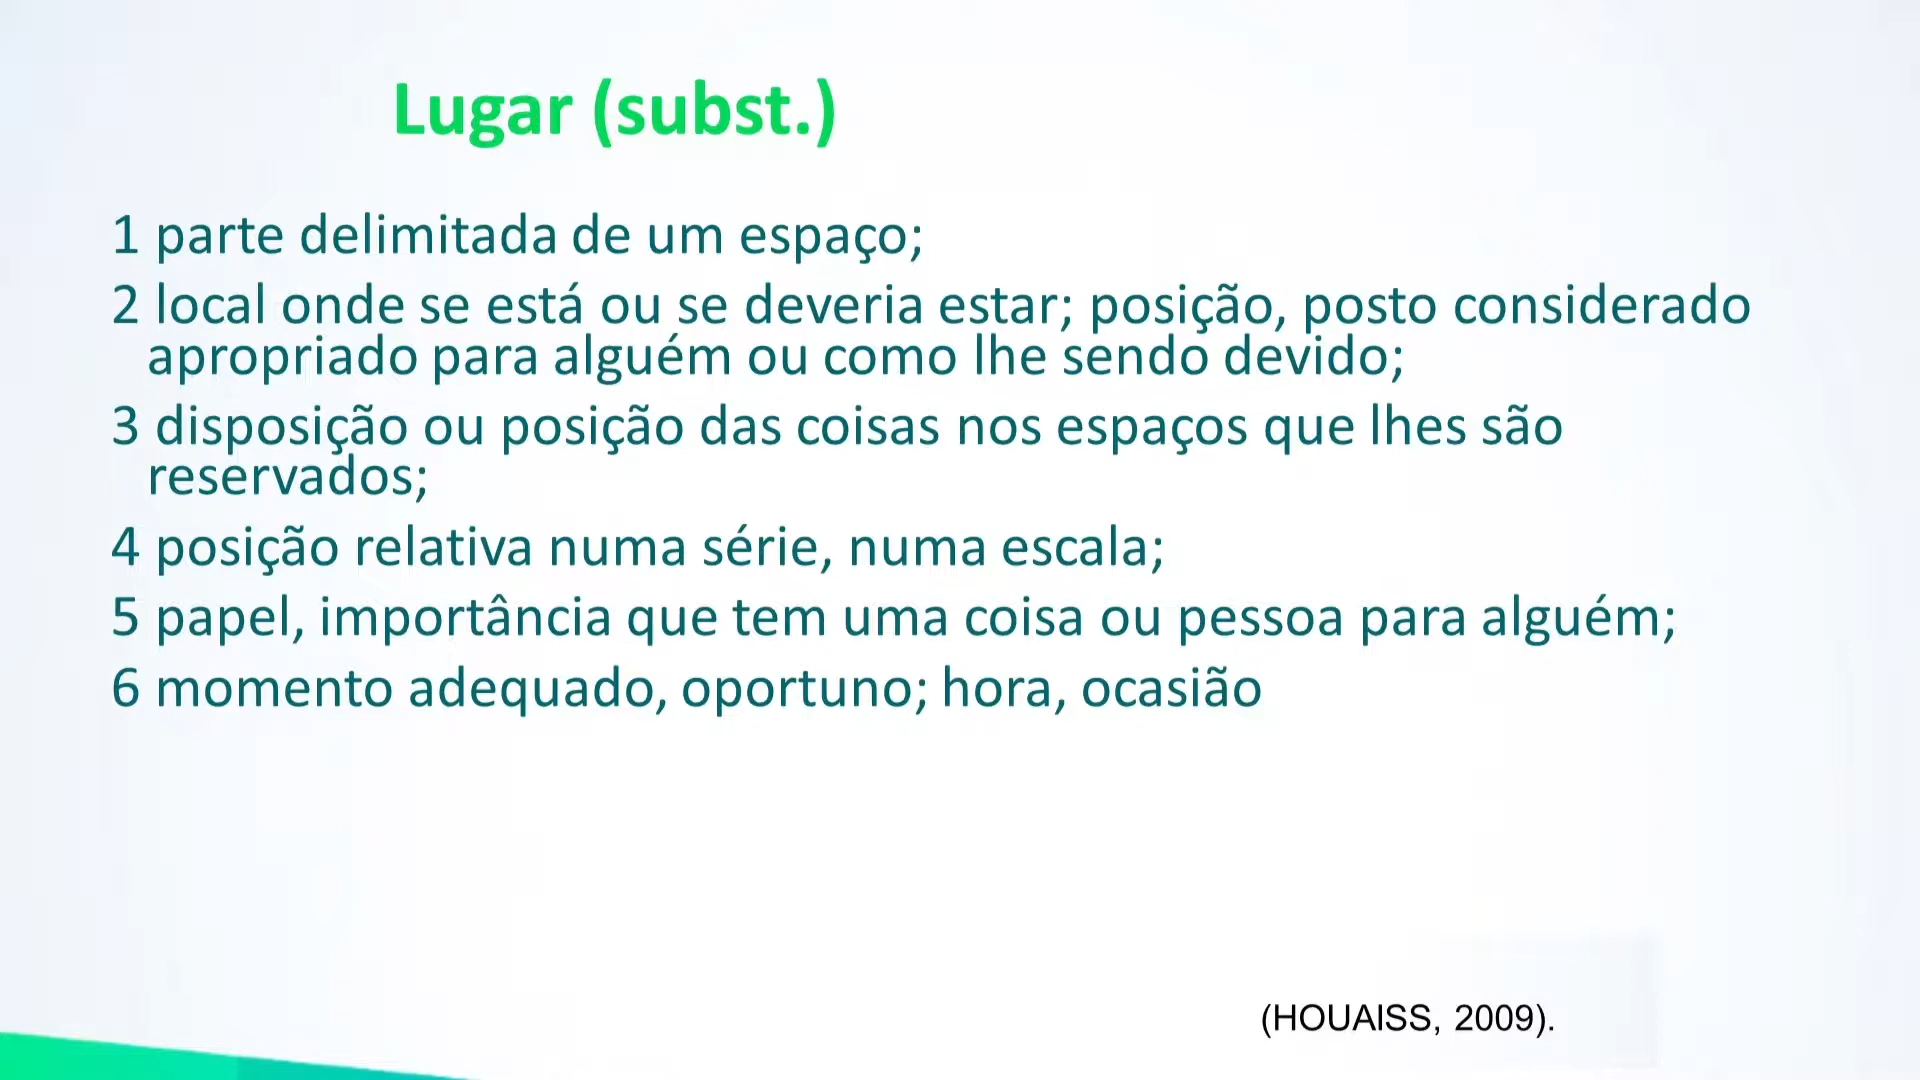 Lugar (subst.)
1 parte delimitada de um espaço;
2 local onde se está ou se deveria estar; posição, posto considerado
apropriado para alguém ou como lhe sendo devido;
3 disposição ou posição das coisas nos espaços que lhes são
reservados;
4 posição relativa numa série, numa escala;
5 papel, importância que tem uma coisa ou pessoa para alguém;
6 momento adequado, oportuno; hora, ocasião
(HOUAISS, 2009).